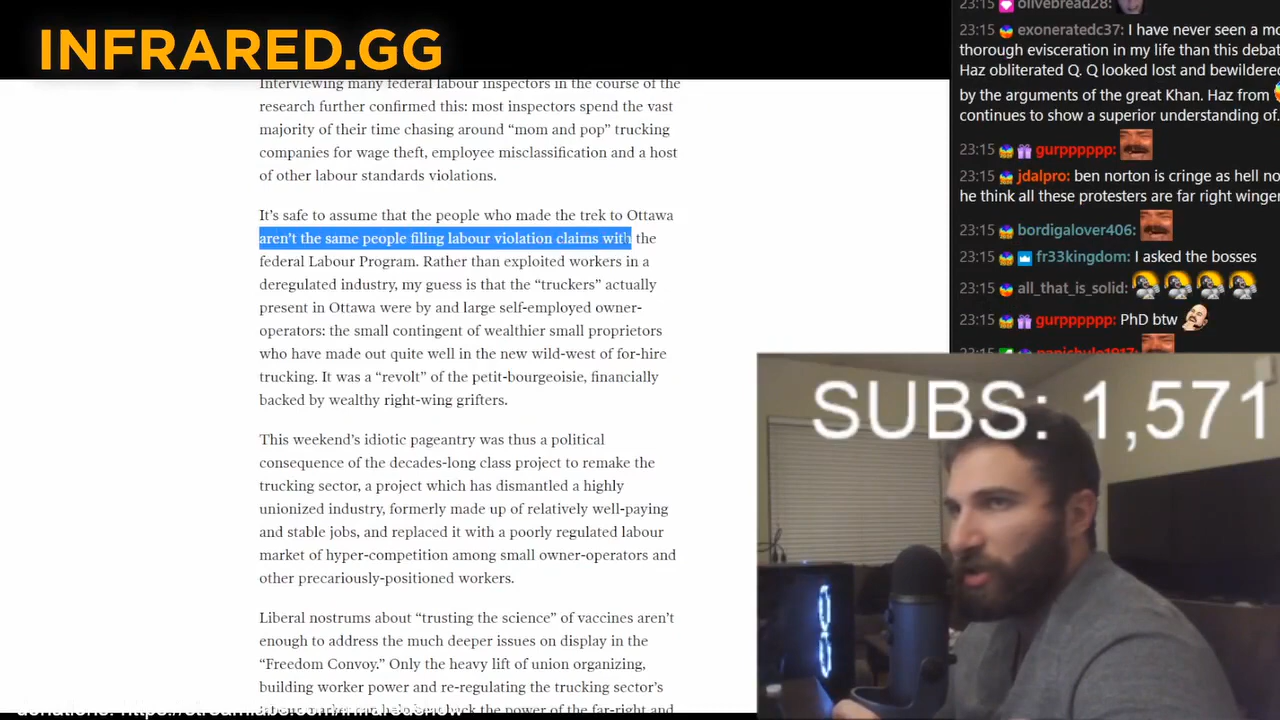 INFRARED.GG
Interviewing many federal labour inspectors in the course of the
research further confirmed this: most inspectors spend the vast
majority of their time chasing around “mom and pop” trucking
companies for wage theft, employee misclassification and a host
of other labour standards violations.
It’s safe to assume that the people who made the trek to Ottawa
aren’t the same people filing labour violation claims with the
federal Labour Program. Rather than exploited workers in a
deregulated industry, my guess is that the “truckers” actually
present in Ottawa were by and large self-employed owner-
operators: the small contingent of wealthier small proprietors
who have made out quite well in the new wild-west of for-hire
trucking. It was a “revolt” of the petit-bourgeoisie, financially
backed by wealthy right-wing grifters.
This weekend’s idiotic pageantry was thus a political
consequence of the decades-long class project to remake the
trucking sector, a project which has dismantled a highly
unionized industry, formerly made up of relatively well-paying
and stable jobs, and replaced it with a poorly regulated labour
market of hyper-competition among small owner-operators and
other precariously-positioned workers.
Liberal nostrums about “trusting the science” of vaccines aren’t
enough to address the much deeper issues on display in the
“Freedom Convoy.” Only the heavy lift of union organizing,
building worker power and re-regulating the trucking sector’s
the power of the far-right and
23:15 olivebread28:
23:15 exoneratedc37: I have never seen a mo
thorough evisceration in my life than this debat
Haz obliterated Q. Q looked lost and bewildered
by the arguments of the great Khan. Haz from
continues to show a superior understanding of.
23:15 gurpppppp:
23:15 jdalpro: ben norton is cringe as hell no
he think all these protesters are far right winger
23:15 bordigalover406:
23:15 fr33kingdom: I asked the bosses
23:15 all_that_is_solid:
23:15 gurpppppp: PhD btw
23:15
SUBS: 1,571